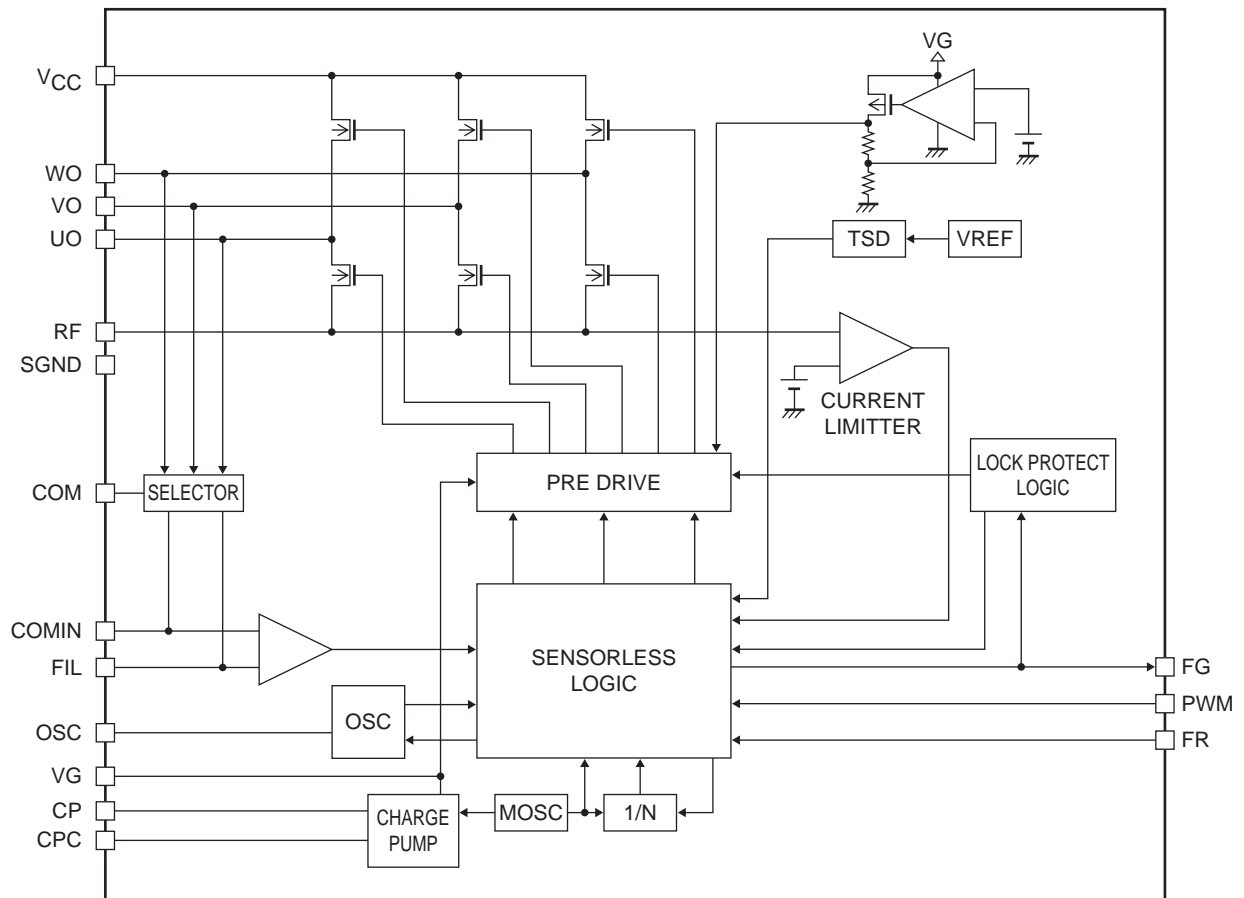 VCC
WO
VO
UO
RF
SGND
COM
COMIN
FIL
OSC
VG
CP
CPC
VG
TSD
VREF
CURRENT
LIMITTER
SELECTOR
PRE DRIVE
LOCK PROTECT
LOGIC
SENSORLESS
LOGIC
OSC
CHARGE
PUMP
MOSC
1/N
FG
PWM
FR